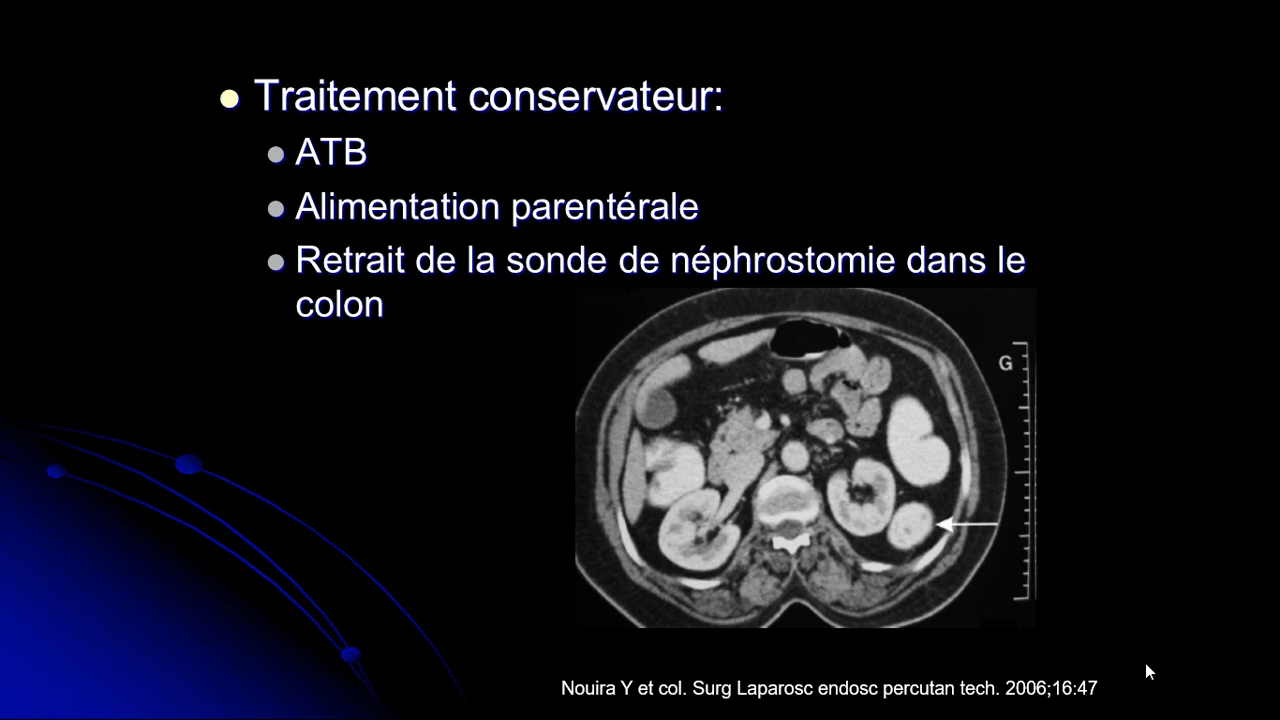 Traitement conservateur:
ATB
Alimentation parentérale
Retrait de la sonde de néphrostomie dans le
colon
G
Nouira Y et col. Surg Laparosc endosc percutan tech. 2006;16:47